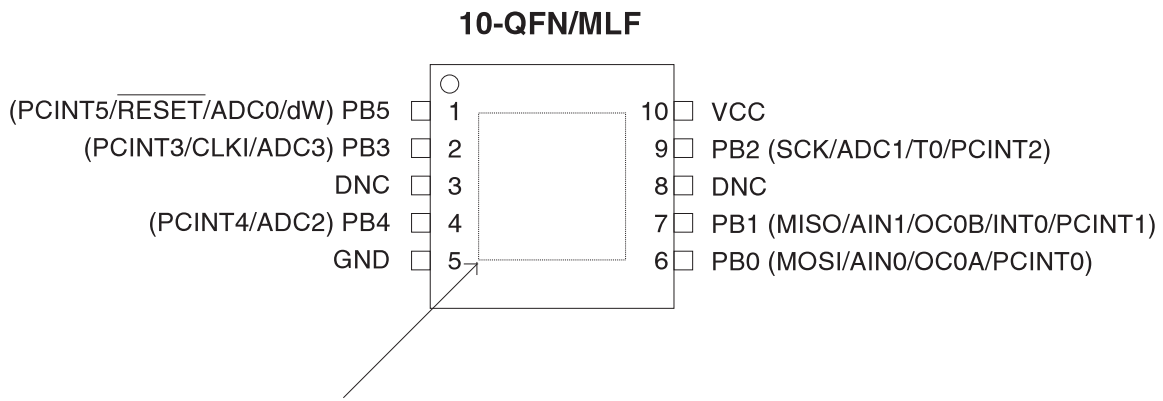 10-QFN/MLF
(PCINT5/RESET/ADC0/dW) PB5 1 10 VCC
(PCINT3/CLKI/ADC3) PB3 2 9 PB2 (SCK/ADC1/T0/PCINT2)
DNC 3 8 DNC
(PCINT4/ADC2) PB4 4 7 PB1 (MISO/AIN1/OC0B/INT0/PCINT1)
GND 5 6 PB0 (MOSI/AIN0/OC0A/PCINT0)